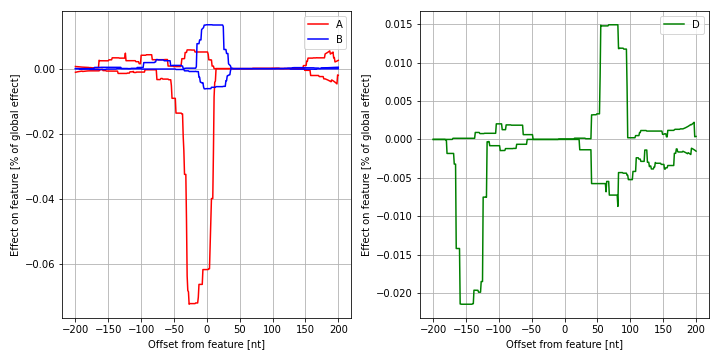 A
B
0.00
−0.02
−0.04
−0.06
Effect on feature [% of global effect]
−200 −150 −100 −50 0 50 100 150 200
Offset from feature [nt]
D
0.015
0.010
0.005
0.000
−0.005
−0.010
−0.015
−0.020
Effect on feature [% of global effect]
−200 −150 −100 −50 0 50 100 150 200
Offset from feature [nt]